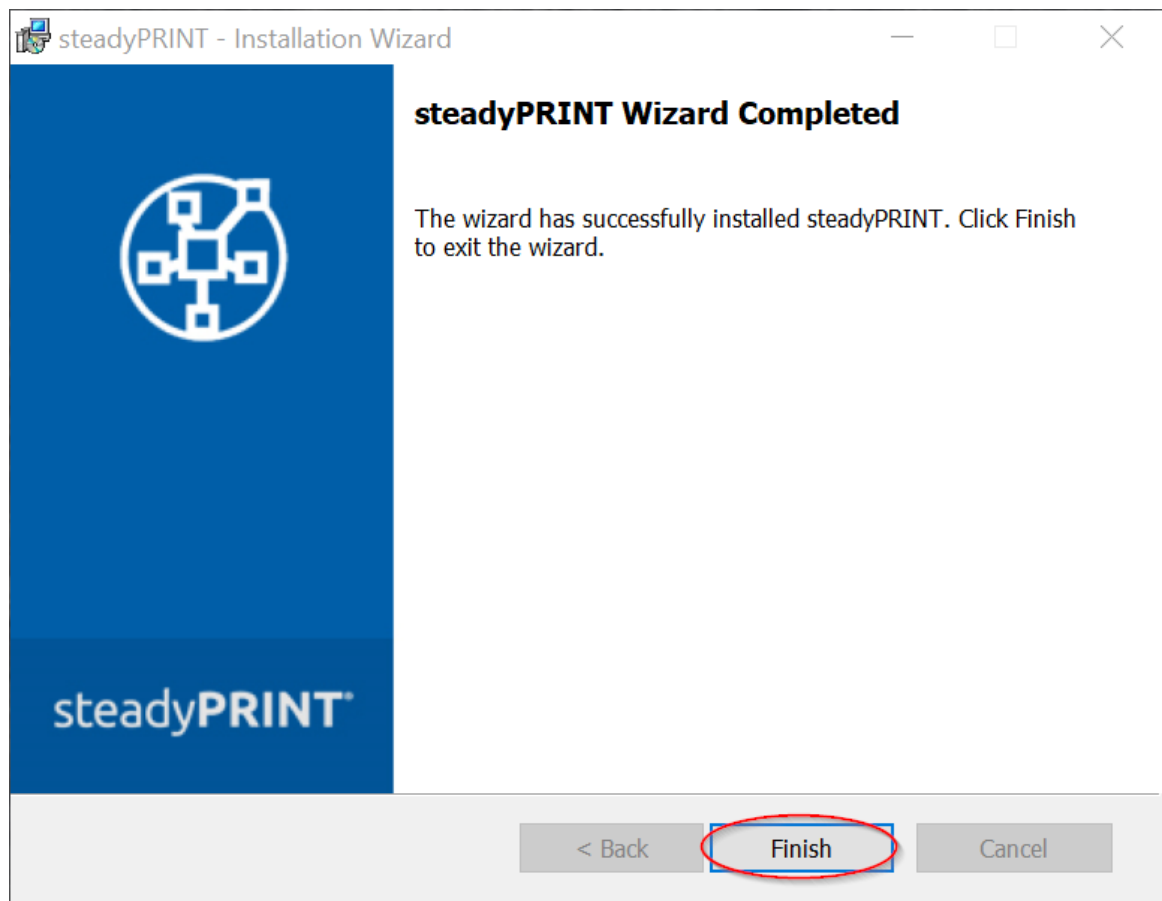 steadyPRINT - Installation Wizard
steadyPRINT Wizard Completed
The wizard has successfully installed steadyPRINT. Click Finish
to exit the wizard.
steadyPRINT®
< Back
Finish
Cancel